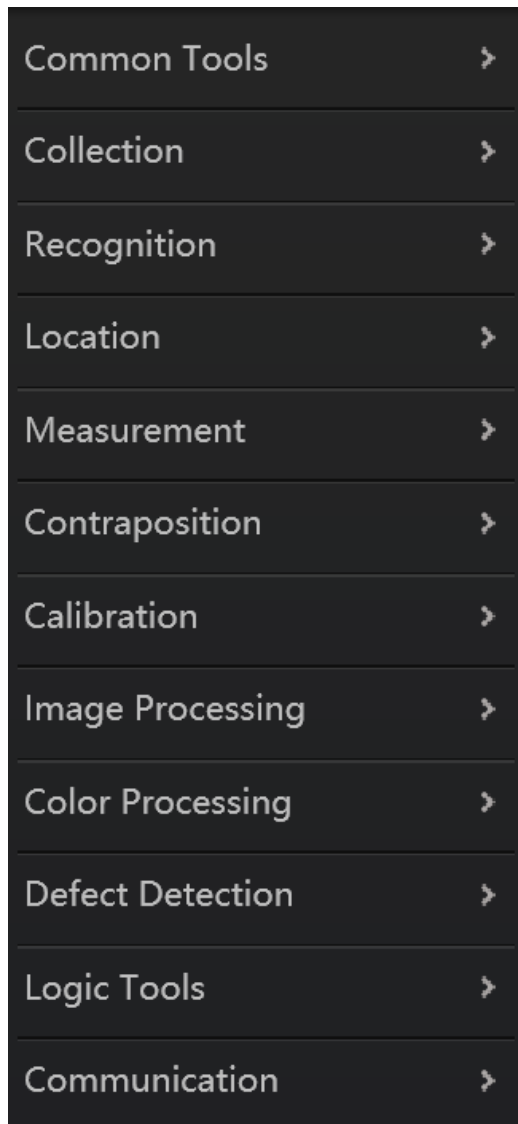 Common Tools
Collection
Recognition
Location
Measurement
Contraposition
Calibration
Image Processing
Color Processing
Defect Detection
Logic Tools
Communication